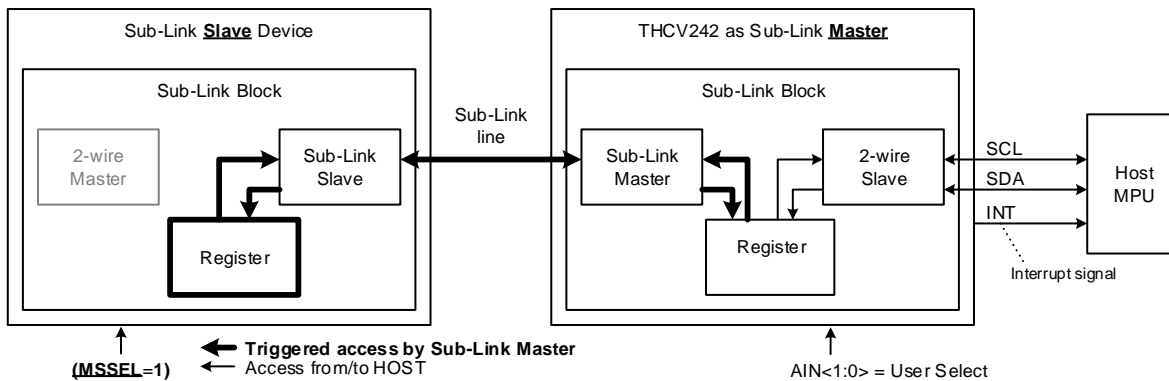 Sub-Link Slave Device
THCV242 as Sub-Link Master
Sub-Link Block
Sub-Link Block
Sub-Link
line
2-wire
Master
Sub-Link
Slave
Sub-Link
Master
2-wire
Slave
SCL
SDA
INT
Host
MPU
Register
Register
Interrupt signal
(MSSEL=1)
Triggered access by Sub-Link Master
Access from/to HOST
AIN<1:0> = User Select